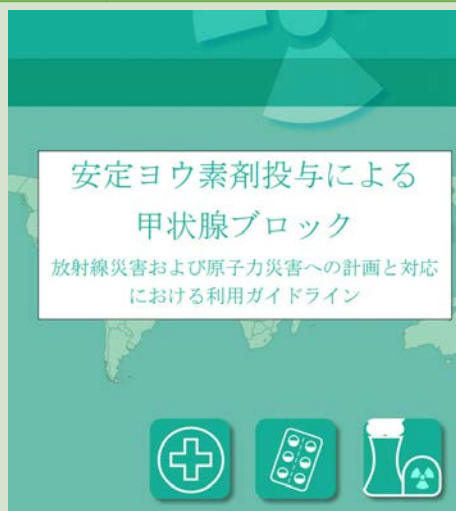 安定ヨウ素剤投与による
甲状腺ブロック
放射線災害および原子力災害への計画と対応
における利用ガイドライン